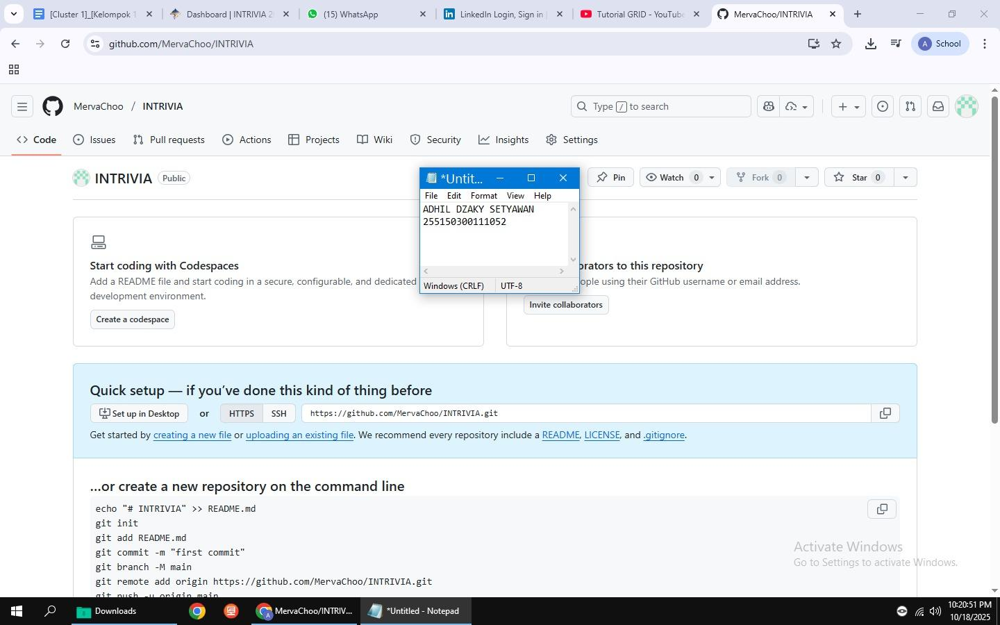 [Cluster 1]_[Kelompok 1
Dashboard | INTRIVIA 2
(15) WhatsApp
LinkedIn Login, Sign in |
Tutorial GRID - YouTube
MervaChoo/INTRIVIA
github.com/MervaChoo/INTRIVIA
A School
MervaChoo / INTRIVIA
Type / to search
Code
Issues
Pull requests
Actions
Projects
Wiki
Security
Insights
Settings
INTRIVIA Public
Pin
Watch 0
Fork 0
Star 0
*Untit...
File Edit Format View Help
ADHIL DZAKY SETYAWAN
255150300111052
Windows (CRLF) UTF-8
Start coding with Codespaces
Add a README file and start coding in a secure, configurable, and dedicated
development environment.
Create a codespace
orators to this repository
ople using their GitHub username or email address.
Invite collaborators
Quick setup — if you’ve done this kind of thing before
Set up in Desktop or HTTPS SSH https://github.com/MervaChoo/INTRIVIA.git
Get started by creating a new file or uploading an existing file. We recommend every repository include a README, LICENSE, and .gitignore.
…or create a new repository on the command line
echo "# INTRIVIA" >> README.md
git init
git add README.md
git commit -m "first commit"
git branch -M main
git remote add origin https://github.com/MervaChoo/INTRIVIA.git
git push -u origin main
Activate Windows
Go to Settings to activate Windows.
Downloads
A
MervaChoo/INTRIV...
*Untitled - Notepad
10:20:51 PM
10/18/2025